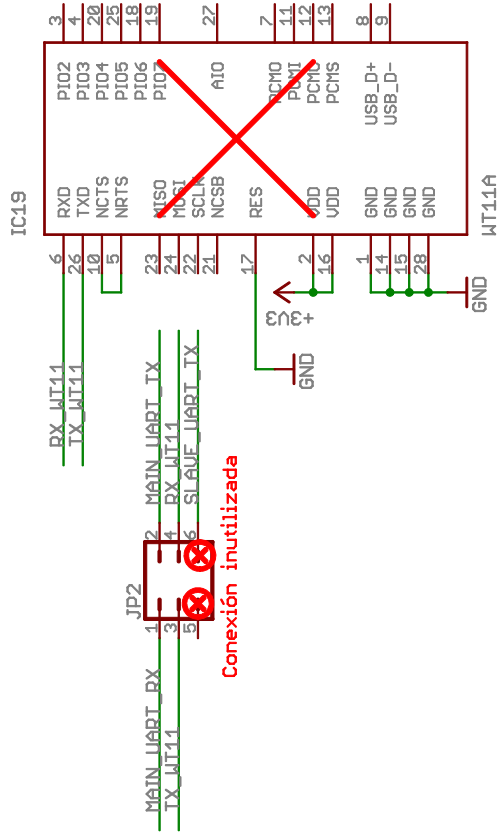 3
4
20
25
18
19
27
7
11
12
13
8
9
PIO2
PIO3
PIO4
PIO5
PIO6
PIO7
AIO
PCMO
PCMI
PCMC
PCMS
USB_D+
USB_D-
IC19
WT11A
RXD
TXD
NCTS
NRTS
MISO
MOSI
SCLK
NCSB
RES
VDD
VDD
GND
GND
GND
GND
6
26
10
5
23
24
22
21
17
2
16
1
14
15
28
+3V3
GND
GND
RX_WT11
TX_WT11
MAIN_UART_TX
RX_WT11
SLAVE_UART_TX
2
4
6
JP2
1
3
5
Conexión inutilizada
MAIN_UART_RX
TX_WT11